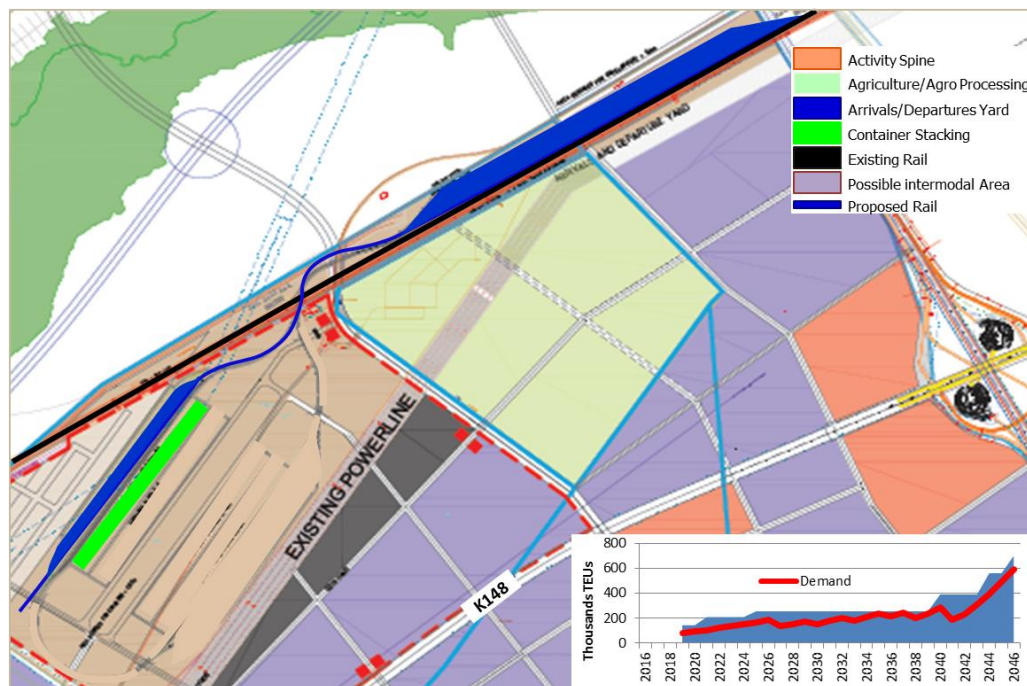 Activity Spine
Agriculture/Agro Processing
Arrivals/Departures Yard
Container Stacking
Existing Rail
Possible intermodal Area
Proposed Rail
ARRIVAL AND DEPARTURE YARD
EXISTING POWERLINE
K148
Thousands TEUs
800
600
400
200
0
Demand
2016
2018
2020
2022
2024
2026
2028
2030
2032
2034
2036
2038
2040
2042
2044
2046